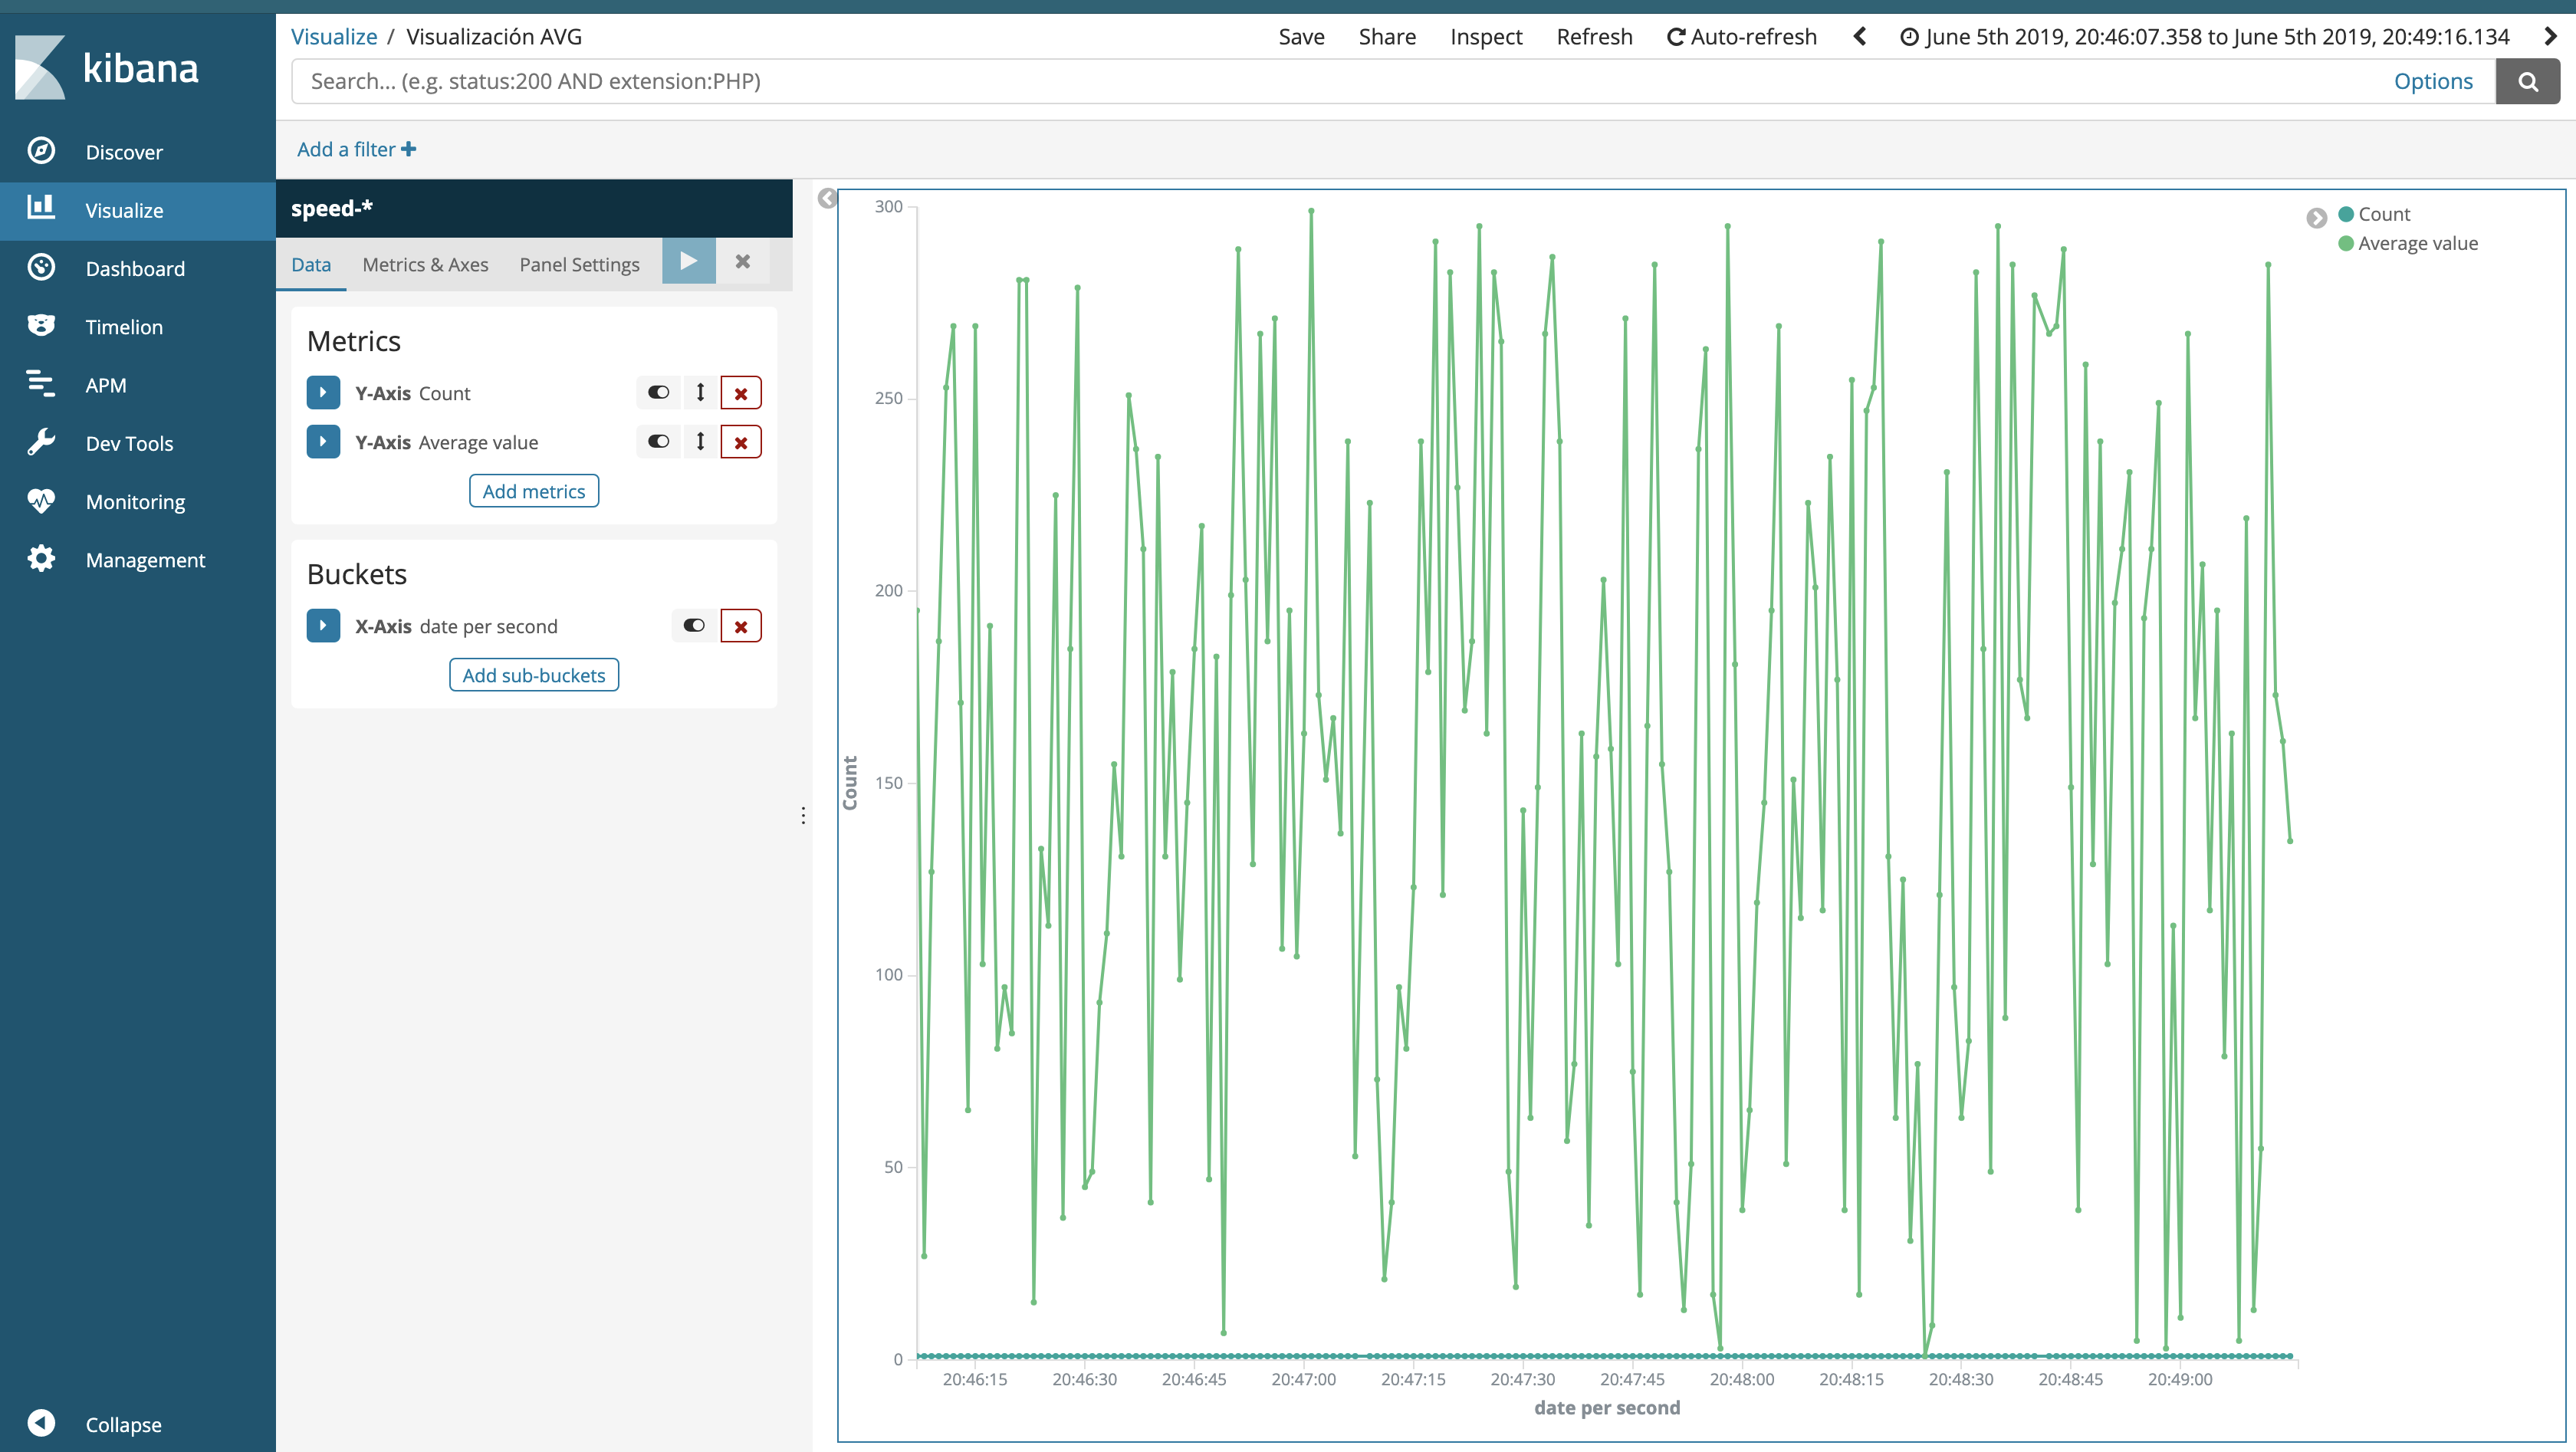 kibana
Discover
Visualize
Dashboard
Timelion
APM
Dev Tools
Monitoring
Management
Collapse
Visualize / Visualización AVG
Save Share Inspect Refresh Auto-refresh June 5th 2019, 20:46:07.358 to June 5th 2019, 20:49:16.134
Search... (e.g. status:200 AND extension:PHP) Options
Add a filter
speed-*
Data Metrics & Axes Panel Settings
Metrics
Y-Axis Count
Y-Axis Average value
Add metrics
Buckets
X-Axis date per second
Add sub-buckets
Count
300
250
200
150
100
50
0
20:46:15 20:46:30 20:46:45 20:47:00 20:47:15 20:47:30 20:47:45 20:48:00 20:48:15 20:48:30 20:48:45 20:49:00
date per second
Count
Average value